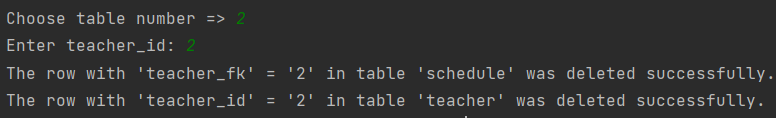 Choose table number => 2
Enter teacher_id: 2
The row with 'teacher_fk' = '2' in table 'schedule' was deleted successfully.
The row with 'teacher_id' = '2' in table 'teacher' was deleted successfully.